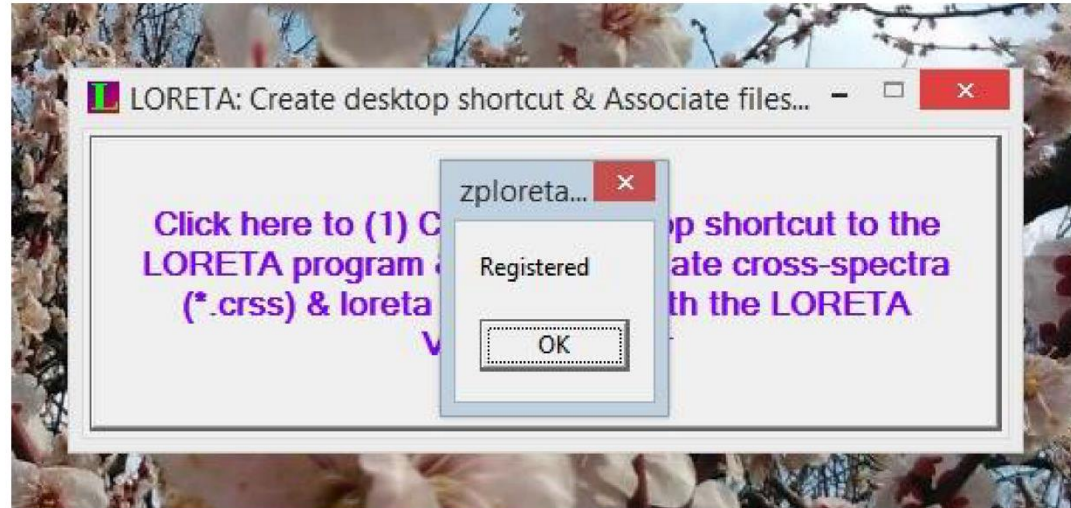 LORETA: Create desktop shortcut & Associate files...
zploreta...
Click here to (1) C p shortcut to the
LORETA program ate cross-spectra
Registered
(*.crss) & loreta th the LORETA
OK